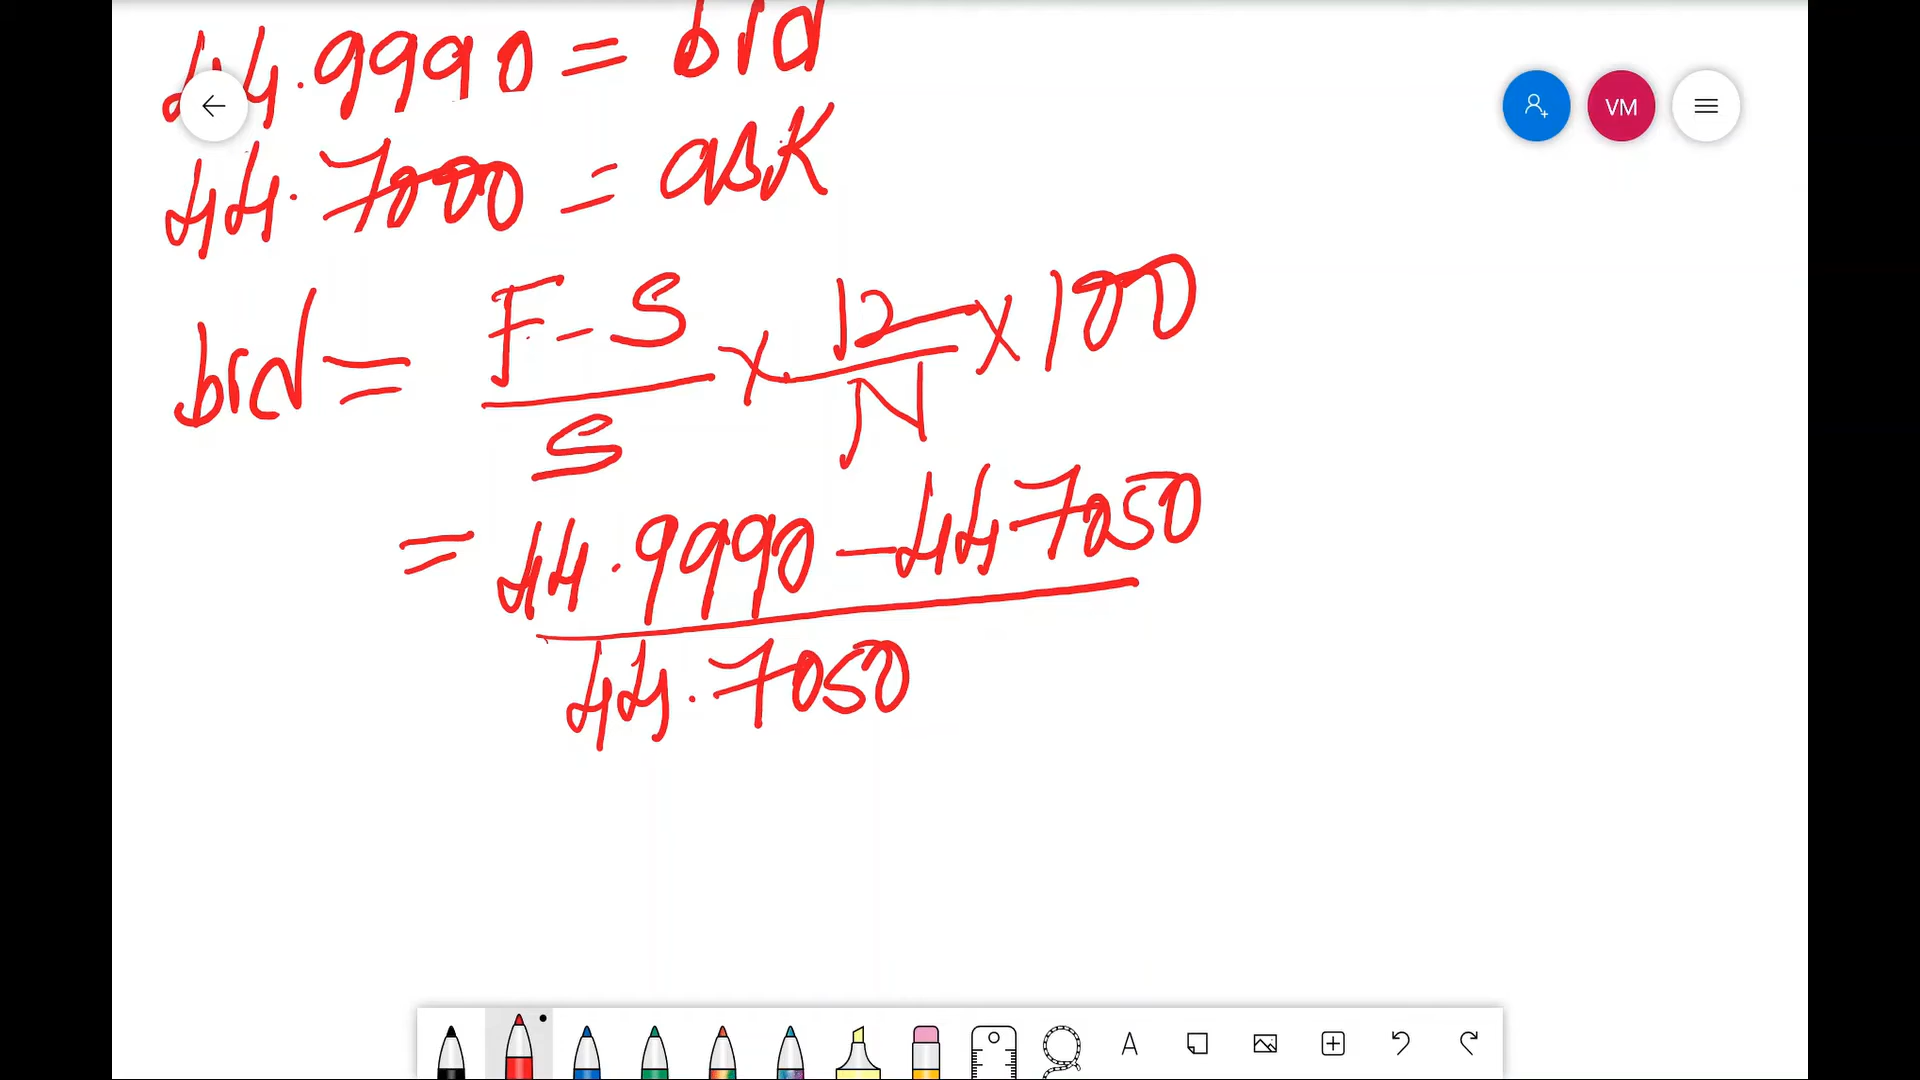 44.9990 = bid
VM
44.7000 = ask
bid = F-S/S × 12/N × 100
= 44.9990 - 44.7050
44.7050
A